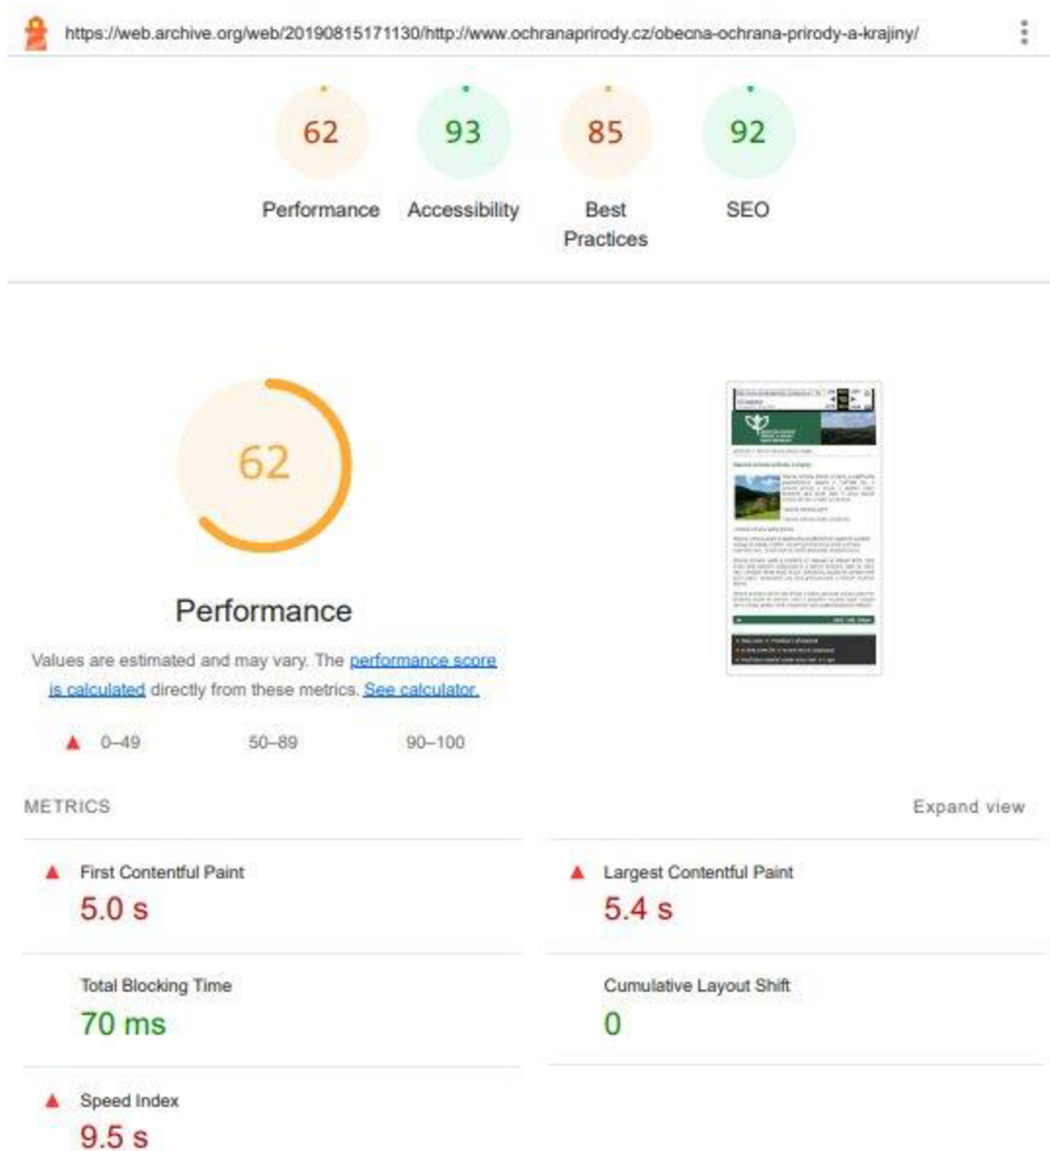 https://web.archive.org/web/20190815171130/http://www.ochranaprirody.cz/obecna-ochrana-prirody-a-krajiny/
62
93
85
92
Performance
Accessibility
Best
Practices
SEO
62
Performance
Values are estimated and may vary. The performance score
is calculated directly from these metrics. See calculator.
0–49
50–89
90–100
METRICS
Expand view
First Contentful Paint
5.0 s
Largest Contentful Paint
5.4 s
Total Blocking Time
70 ms
Cumulative Layout Shift
0
Speed Index
9.5 s